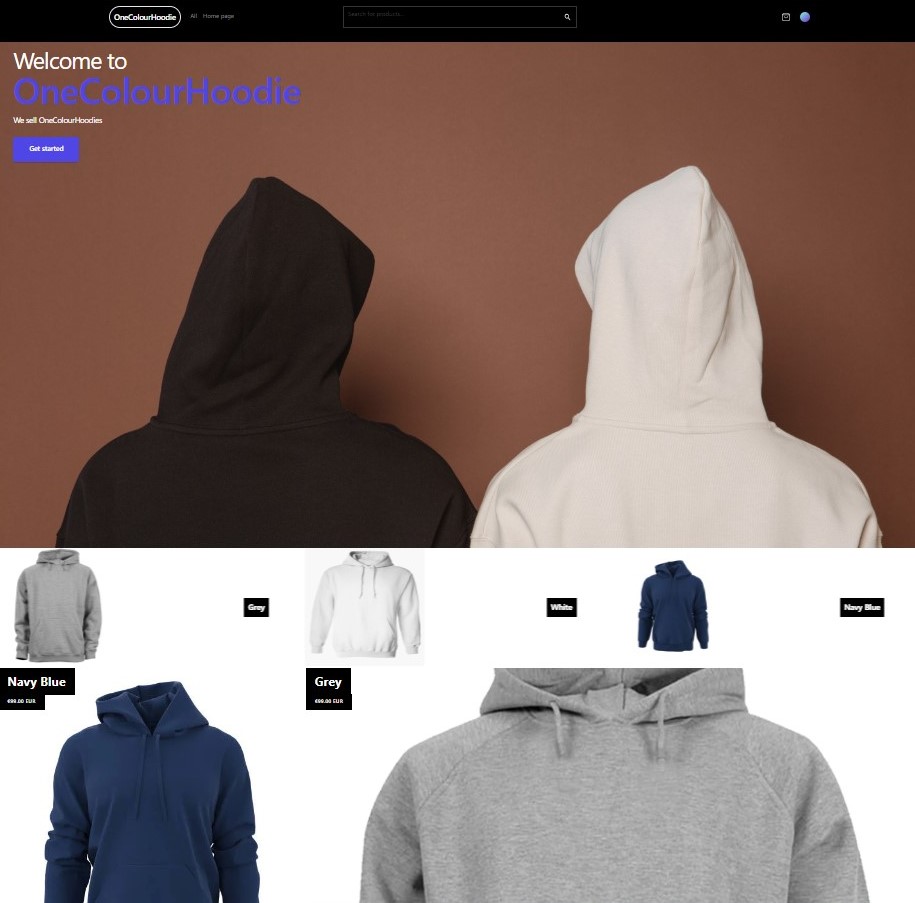 OneColourHoodie
All Home page
Search for products...
Welcome to
OneColourHoodie
We sell OneColourHoodies
Get started
Grey
White
Navy Blue
Navy Blue
€99.00 EUR
Grey
€99.00 EUR